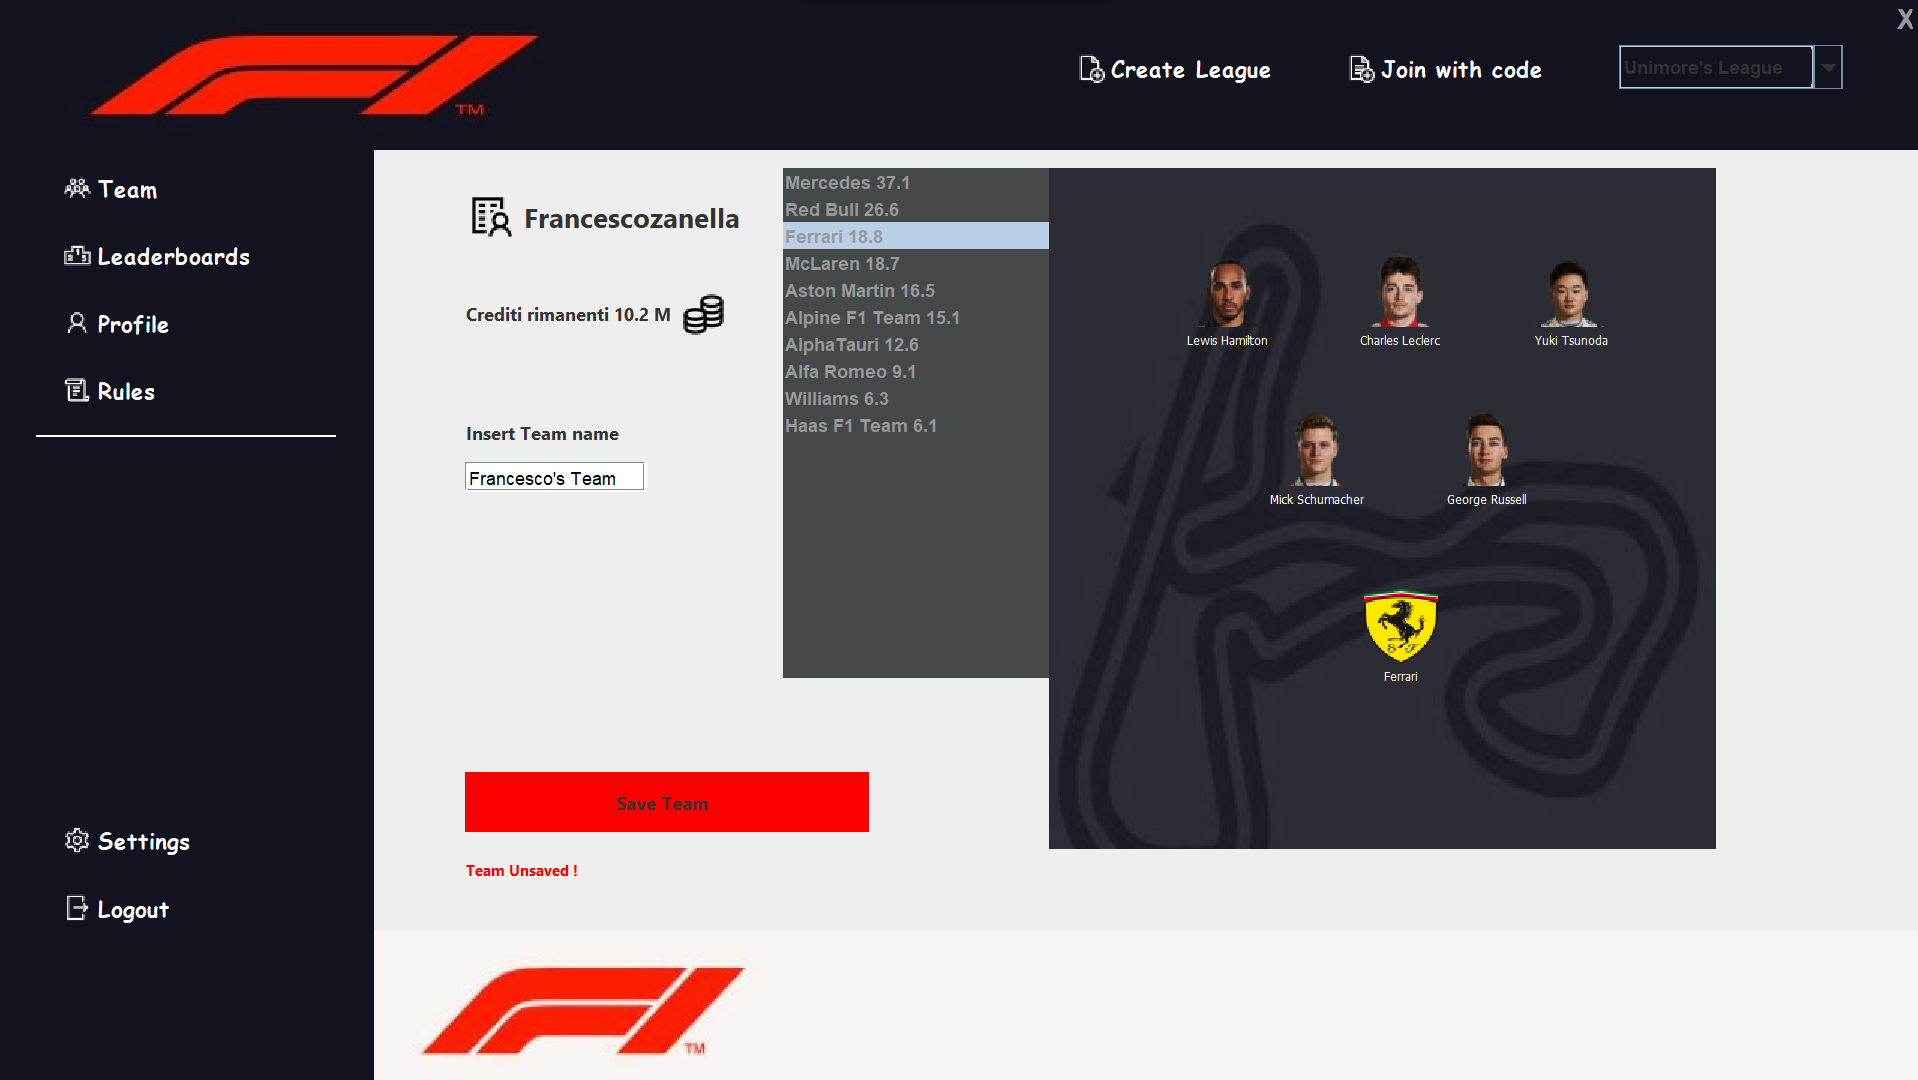 X
TM
Create League
Join with code
Unimore's League
Team
Leaderboards
Profile
Rules
Settings
Logout
Francescozanella
Crediti rimanenti 10.2 M
Insert Team name
Francesco's Team
Mercedes 37.1
Red Bull 26.6
Ferrari 18.8
McLaren 18.7
Aston Martin 16.5
Alpine F1 Team 15.1
AlphaTauri 12.6
Alfa Romeo 9.1
Williams 6.3
Haas F1 Team 6.1
Lewis Hamilton
Charles Leclerc
Yuki Tsunoda
Mick Schumacher
George Russell
S F
Ferrari
Save Team
Team Unsaved !
TM